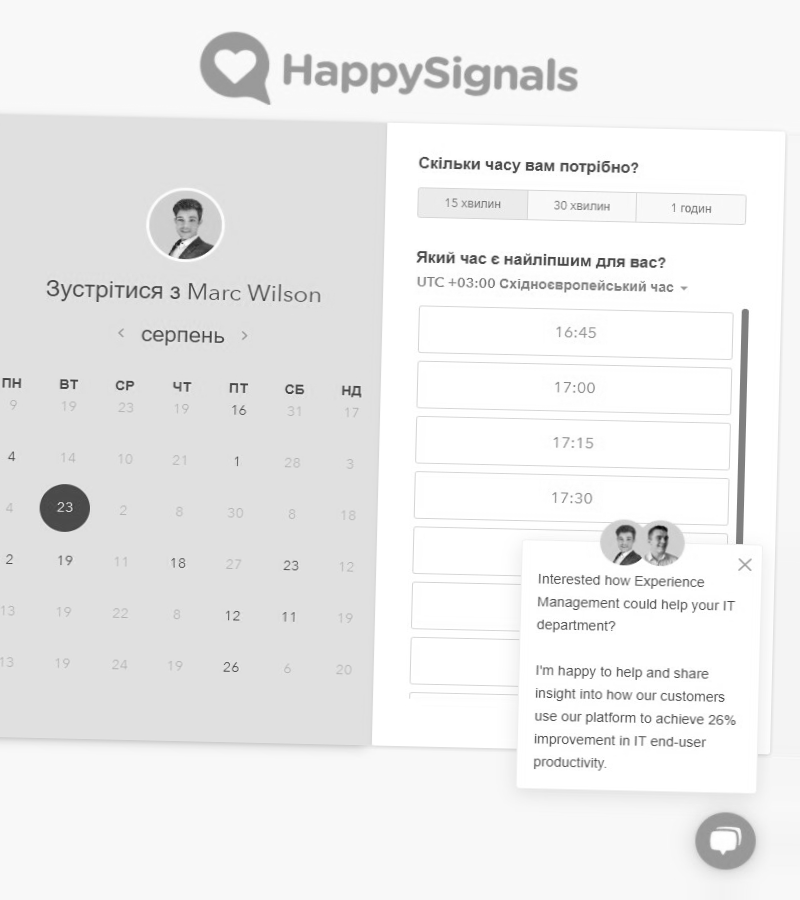 HappySignals
Зустрітися з Marc Wilson
серпень
ПН ВТ СР ЧТ ПТ СБ НД
9 19 23 19 16 31 17
4 14 10 21 1 28 3
4 23 2 8 30 8 18
2 19 11 18 27 23 12
13 19 22 8 12 11 19
13 19 24 19 26 6 20
Скільки часу вам потрібно?
15 хвилин 30 хвилин 1 годин
Який час є найліпшим для вас?
UTC +03:00 Східноєвропейський час
16:45
17:00
17:15
17:30
Interested how Experience
Management could help your IT
department?
I'm happy to help and share
insight into how our customers
use our platform to achieve 26%
improvement in IT end-user
productivity.